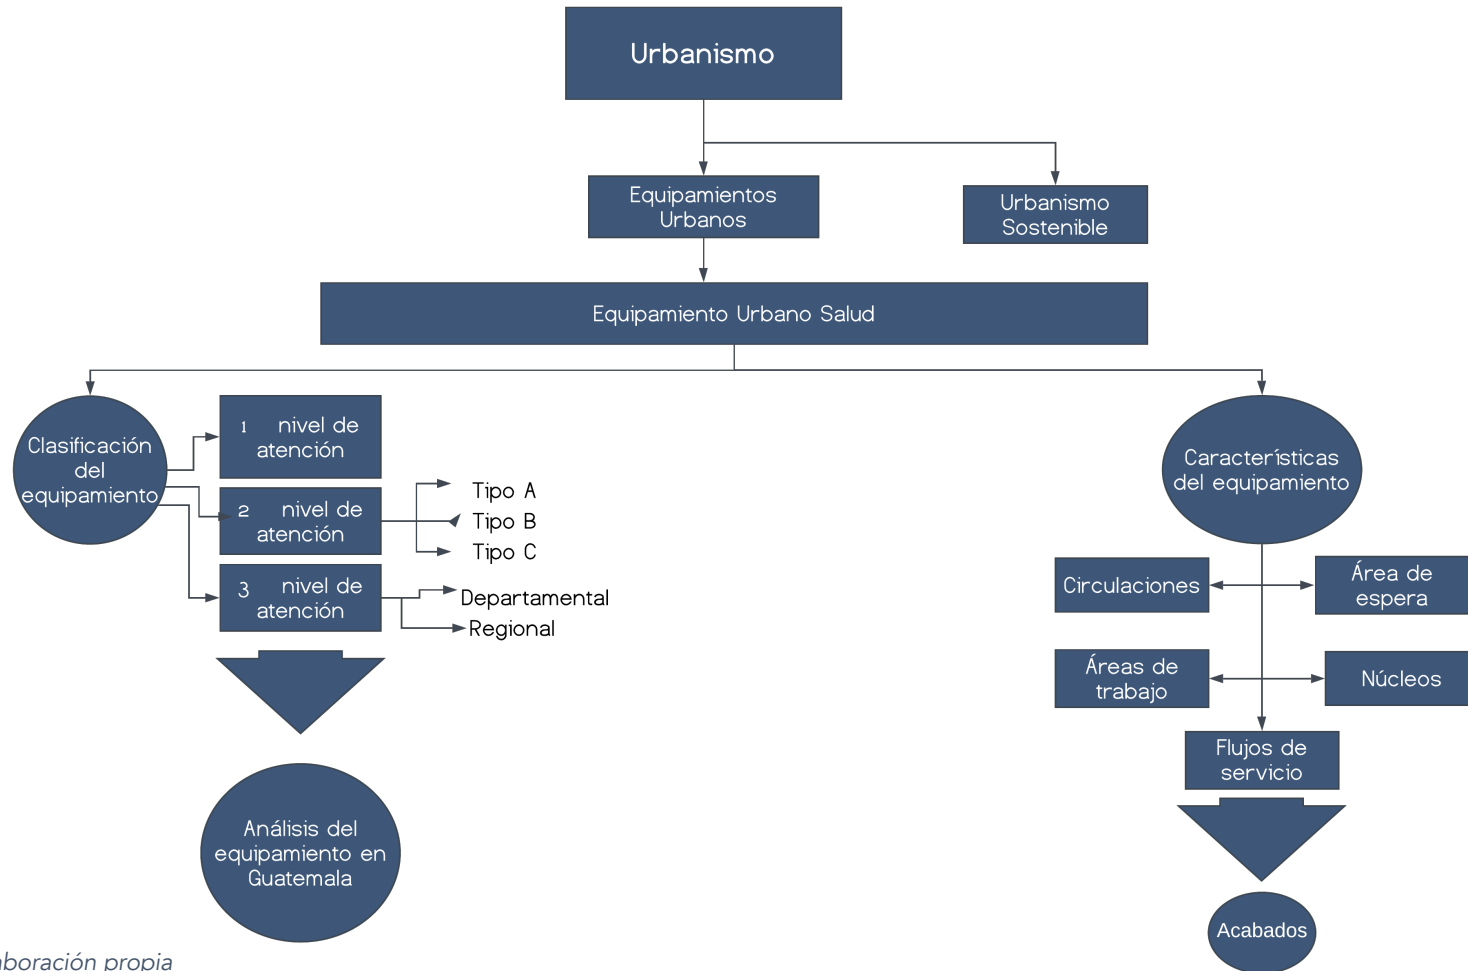 Urbanismo
Equipamientos
Urbanos
Urbanismo
Sostenible
Equipamiento Urbano Salud
Clasificación
del
equipamiento
1 nivel de
atención
2 nivel de
atención
3 nivel de
atención
Tipo A
Tipo B
Tipo C
Departamental
Regional
Análisis del
equipamiento en
Guatemala
Características
del equipamiento
Circulaciones
Área de
espera
Áreas de
trabajo
Núcleos
Flujos de
servicio
Acabados
aboración propia